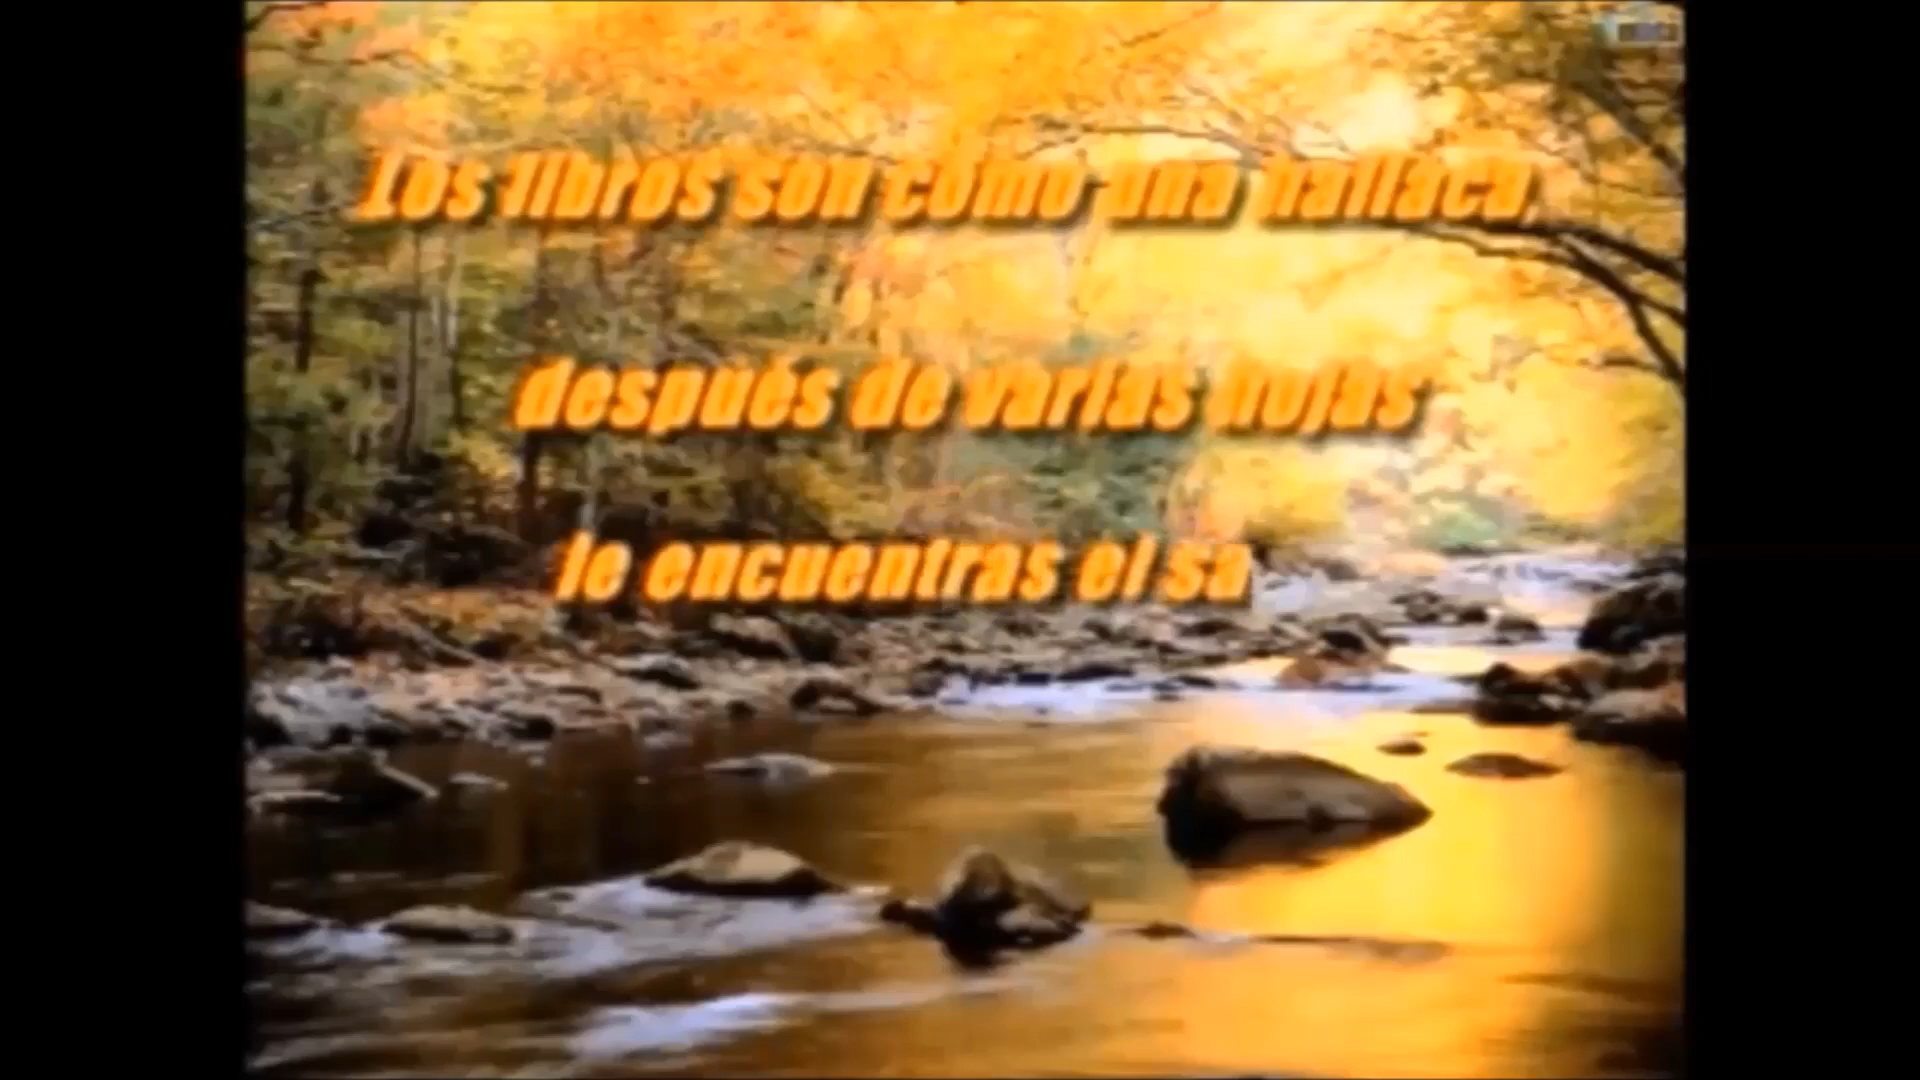 Los libros son como una hallaca,
después de varias hojas
le encuentras el sa